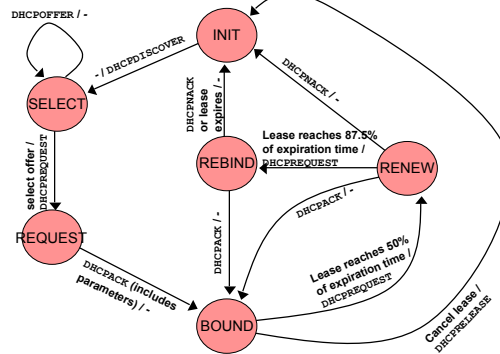 DHCPOFFER / -
INIT
- / DHCPDISCOVER
SELECT
DHCPNACK
or lease
expires / -
DHCPNACK / -
Lease reaches 87.5%
of expiration time /
DHCPREQUEST
REBIND
RENEW
select offer /
DHCPREQUEST
DHCPACK / -
DHCPACK / -
REQUEST
DHCPACK (includes
parameters) / -
Lease reaches 50%
of expiration time /
DHCPREQUEST
BOUND
Cancel lease /
DHCPRELEASE